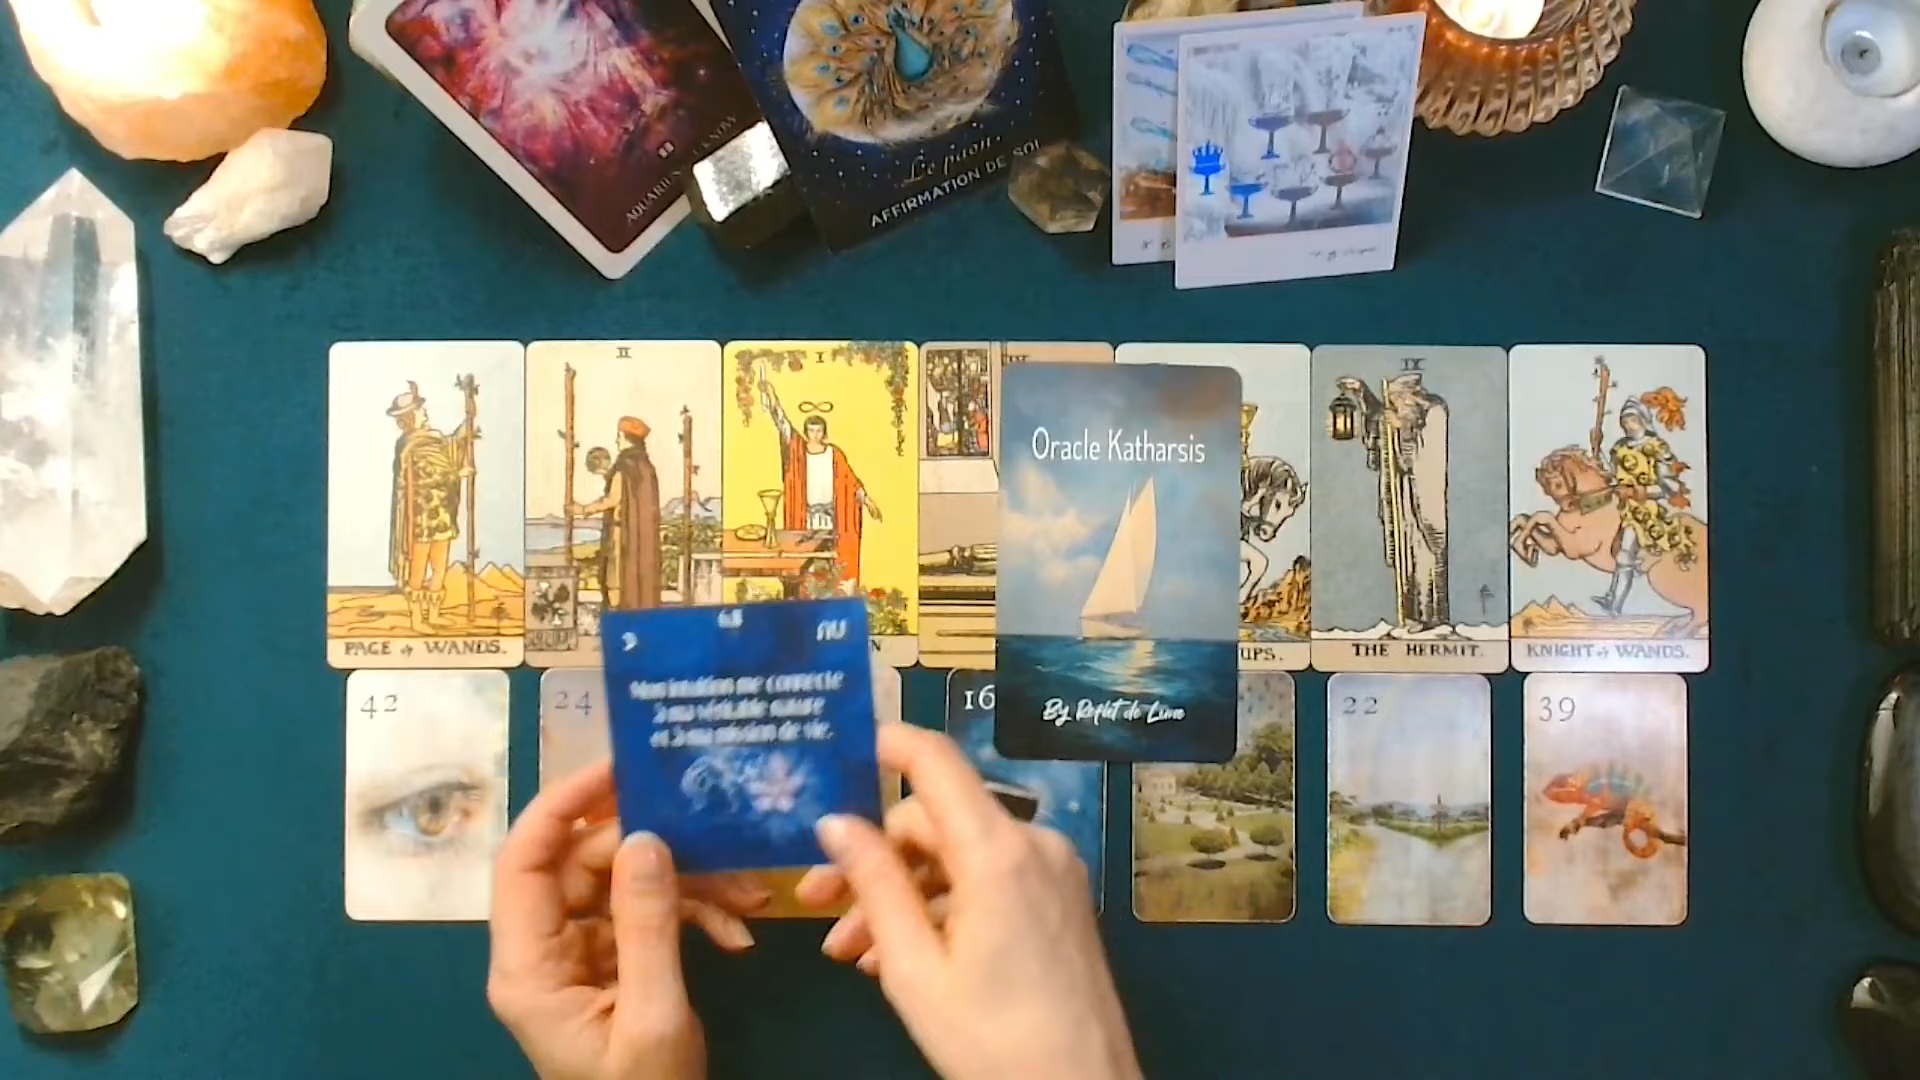 AQUARIUS
Le paon
AFFIRMATION DE SOI
II
I
IX
PAGE of WANDS.
N
UPS.
THE HERMIT.
KNIGHT of WANDS.
Oracle Katharsis
By Reflet de Lune
68
Mon intuition me connecte
à ma véritable nature
et à ma mission de vie.
42
24
16
22
39